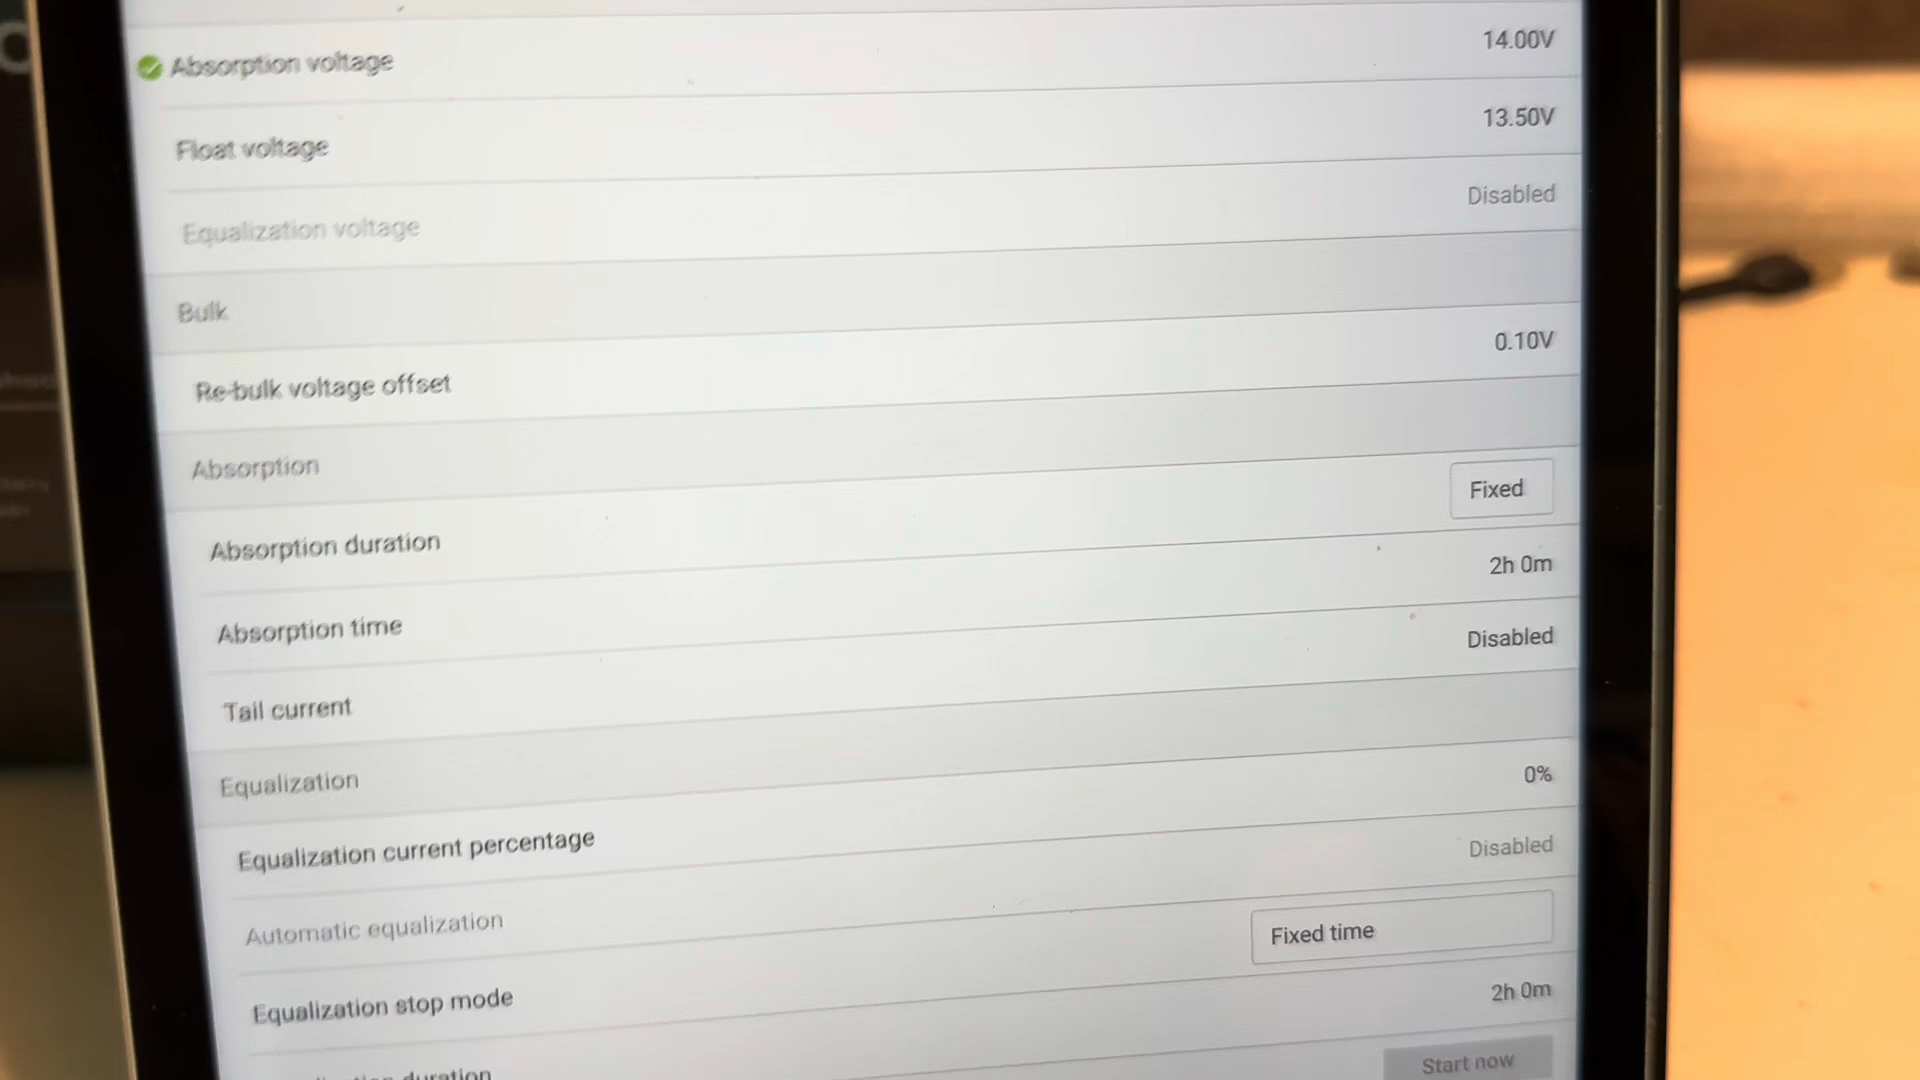 Absorption voltage 14.00V
Float voltage 13.50V
Equalization voltage Disabled
Bulk
Re-bulk voltage offset 0.10V
Absorption
Absorption duration Fixed
Absorption time 2h 0m
Tail current Disabled
Equalization
Equalization current percentage 0%
Automatic equalization Disabled
Equalization stop mode Fixed time
duration 2h 0m
Start now